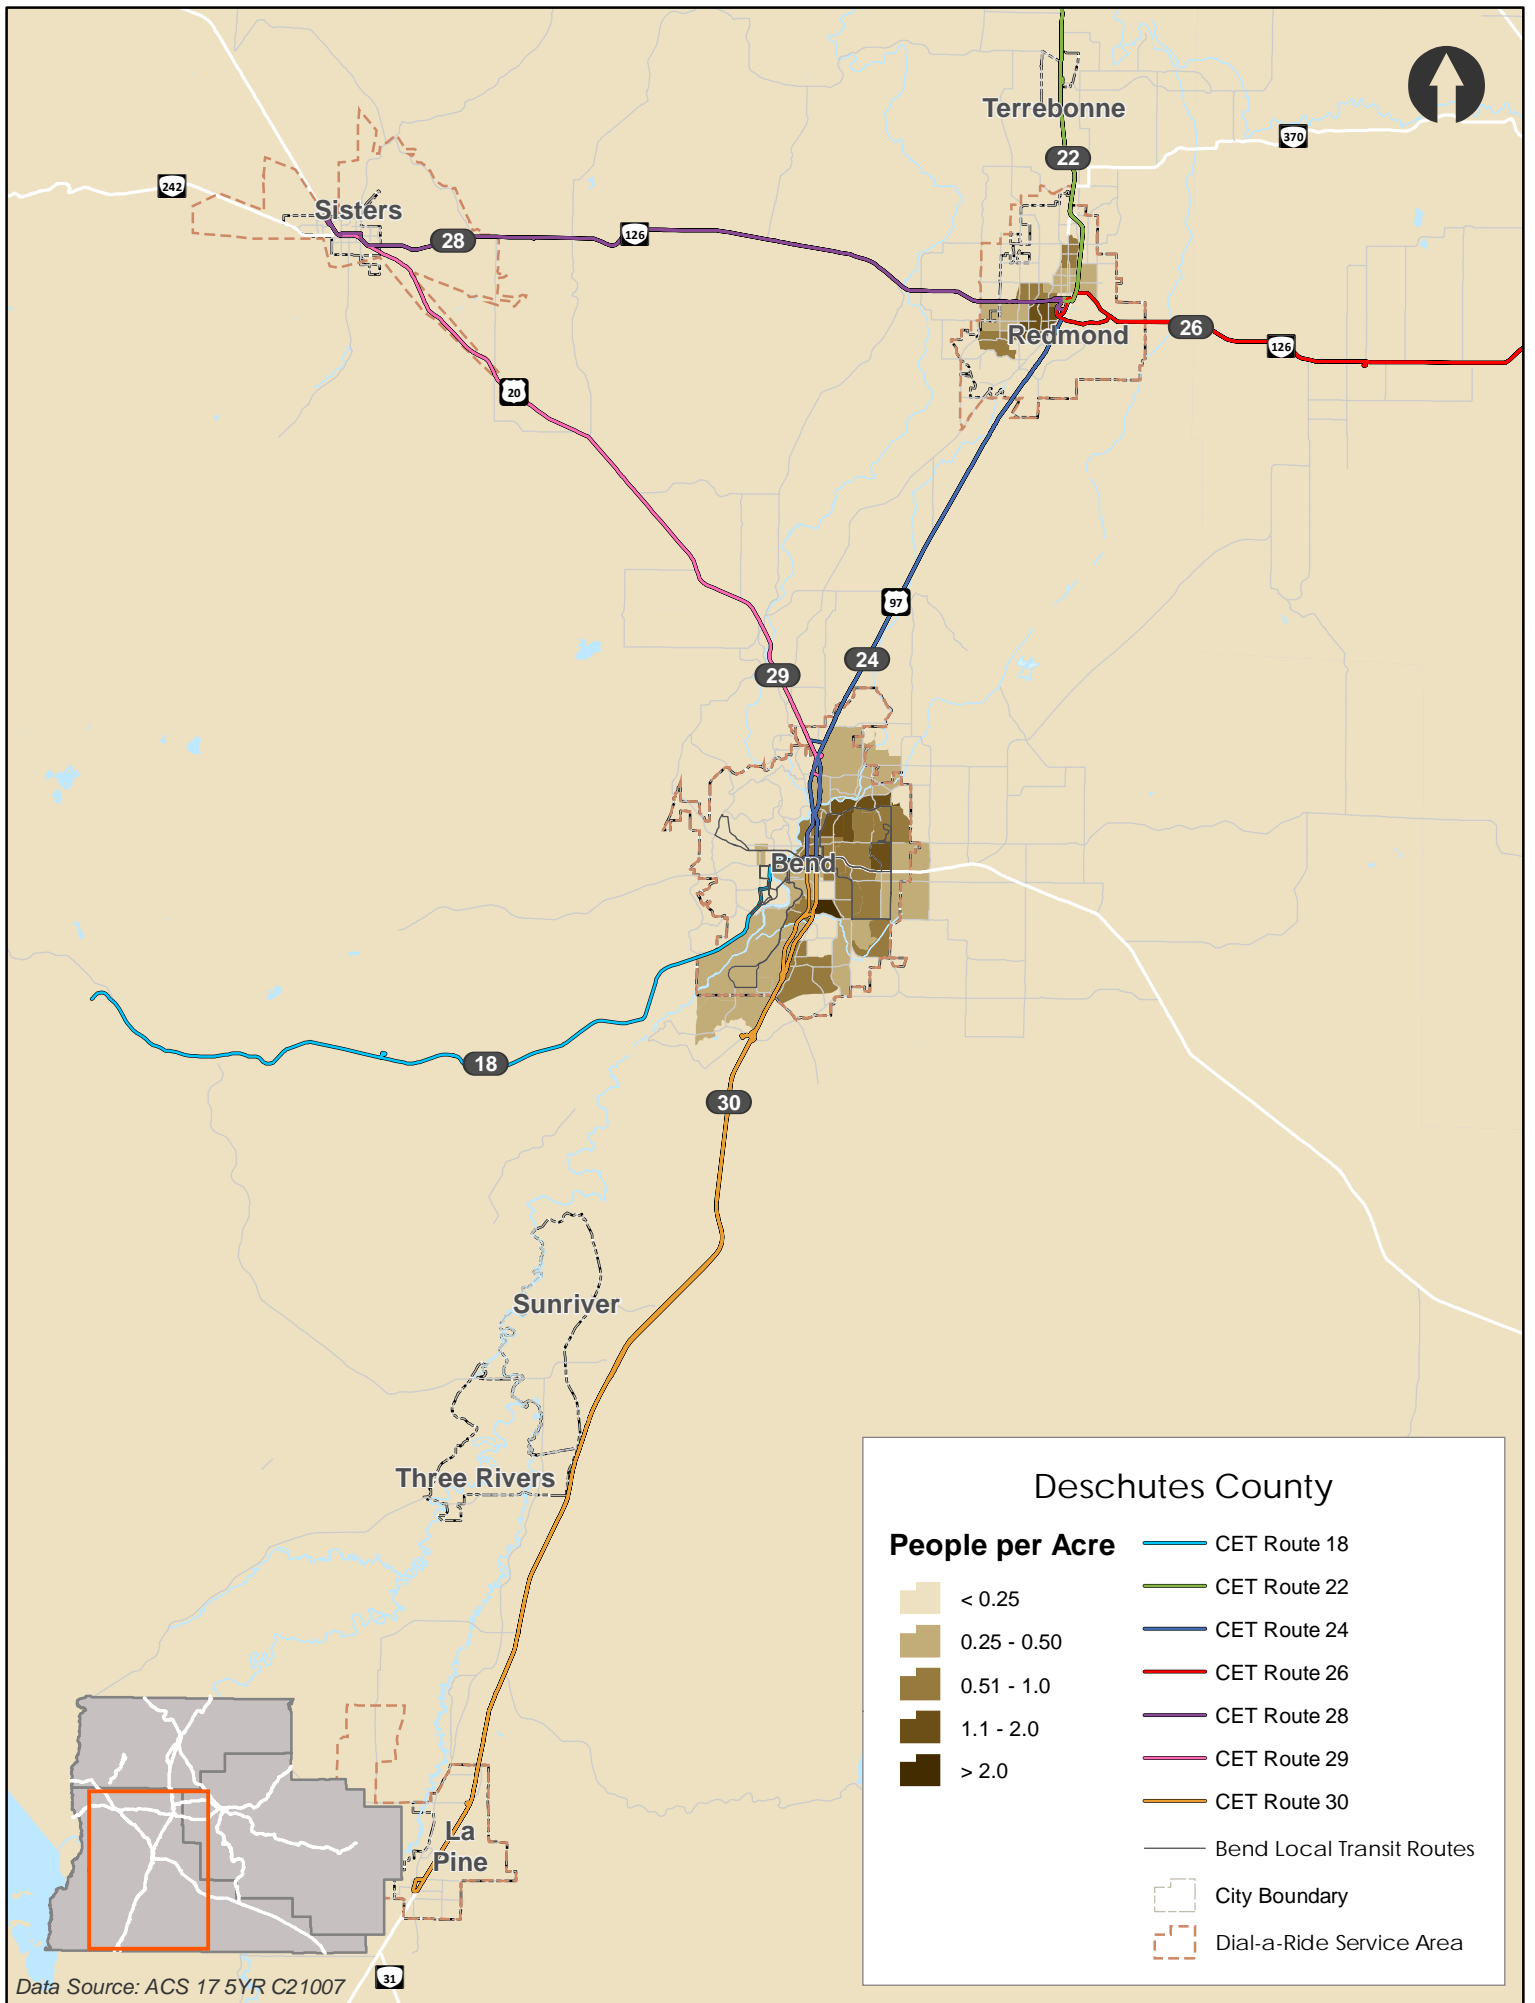 Terrebonne
370
22
242
Sisters
28
126
Redmond
26
126
20
97
24
29
Bend
18
30
Sunriver
Three Rivers
La
Pine
31
Deschutes County
People per Acre
< 0.25
0.25 - 0.50
0.51 - 1.0
1.1 - 2.0
> 2.0
CET Route 18
CET Route 22
CET Route 24
CET Route 26
CET Route 28
CET Route 29
CET Route 30
Bend Local Transit Routes
City Boundary
Dial-a-Ride Service Area
Data Source: ACS 17 5YR C21007